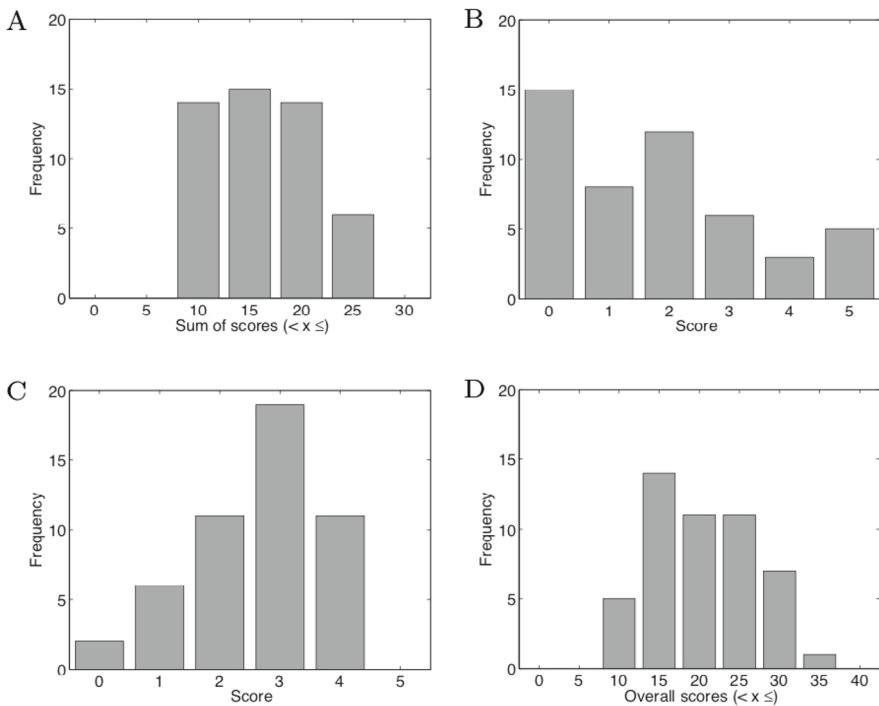 A
20
15
10
5
0
Frequency
0 5 10 15 20 25 30
Sum of scores (< x ≤)
B
20
15
10
5
0
Frequency
0 1 2 3 4 5
Score
C
20
15
10
5
0
Frequency
0 1 2 3 4 5
Score
D
20
15
10
5
0
Frequency
0 5 10 15 20 25 30 35 40
Overall scores (< x ≤)